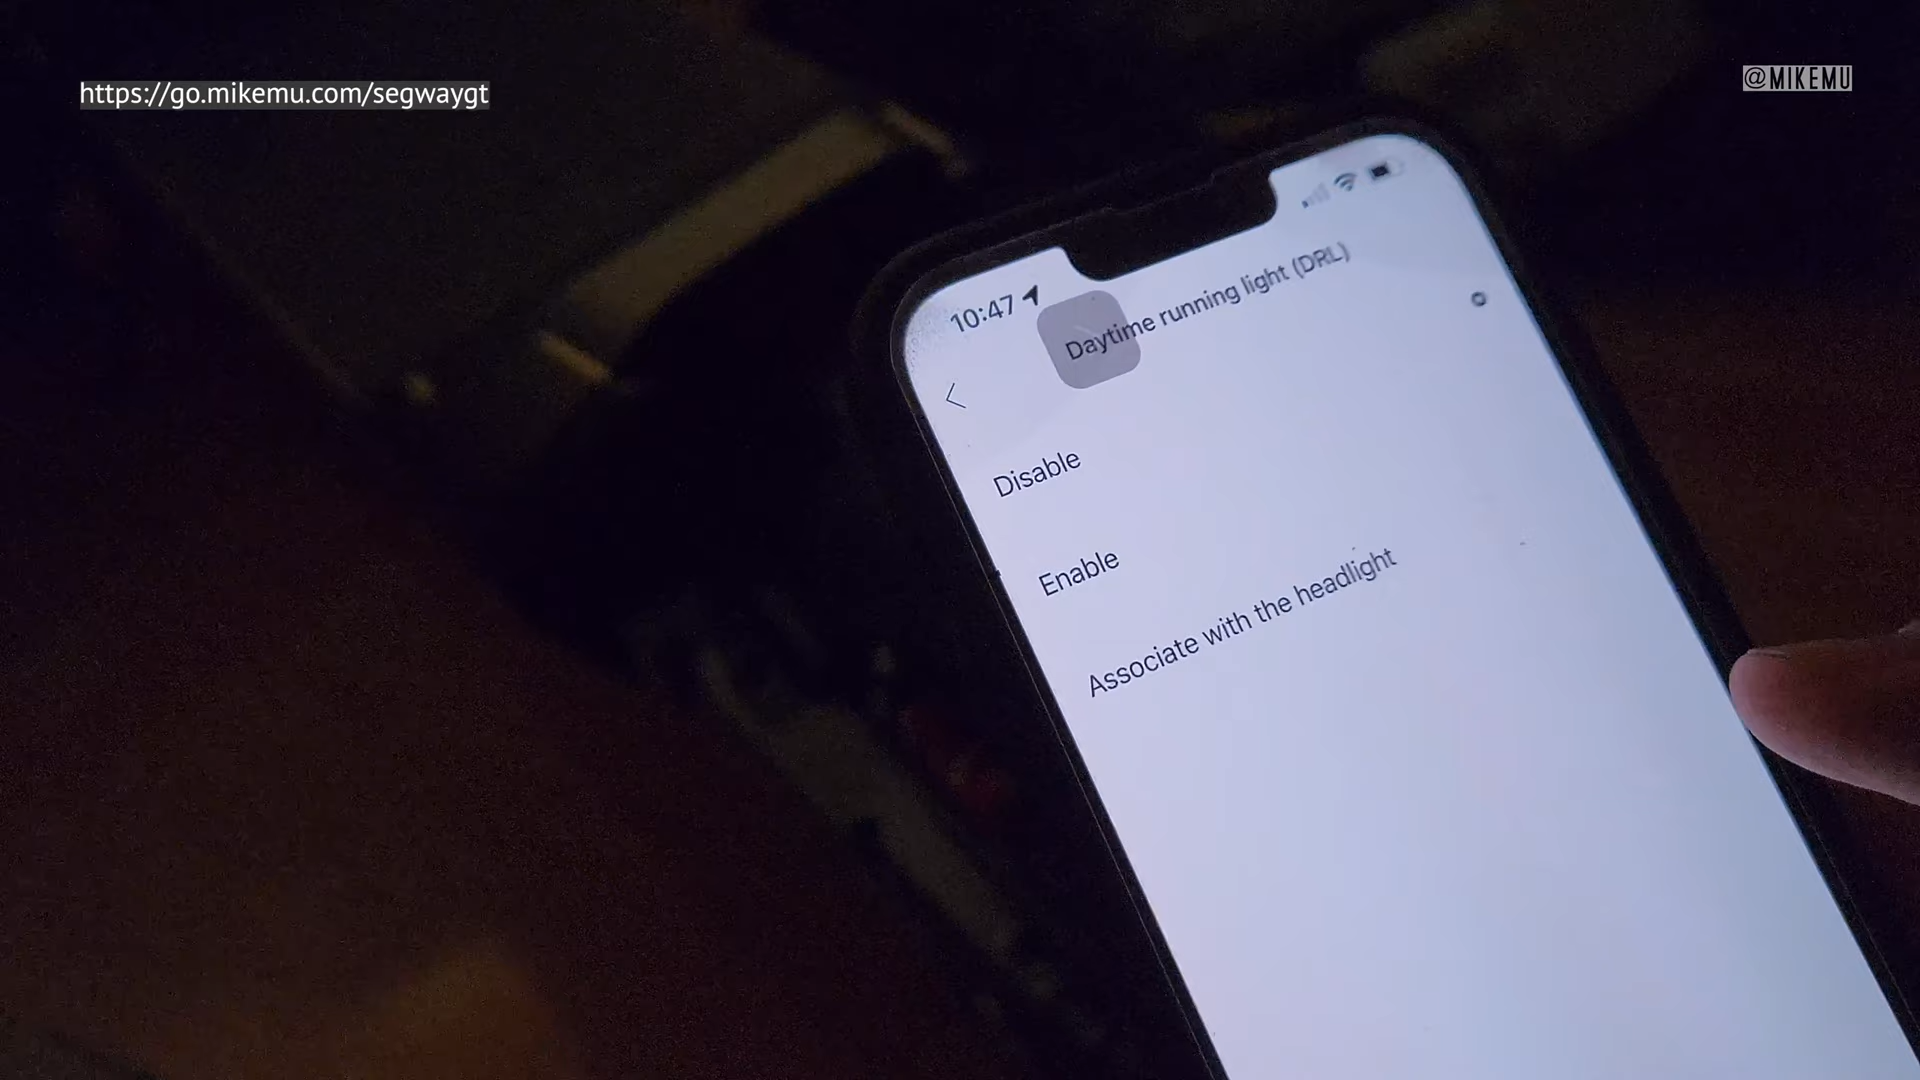 https://go.mikemu.com/segwaygt
@MIKEMU
10:47
Daytime running light (DRL)
Disable
Enable
Associate with the headlight